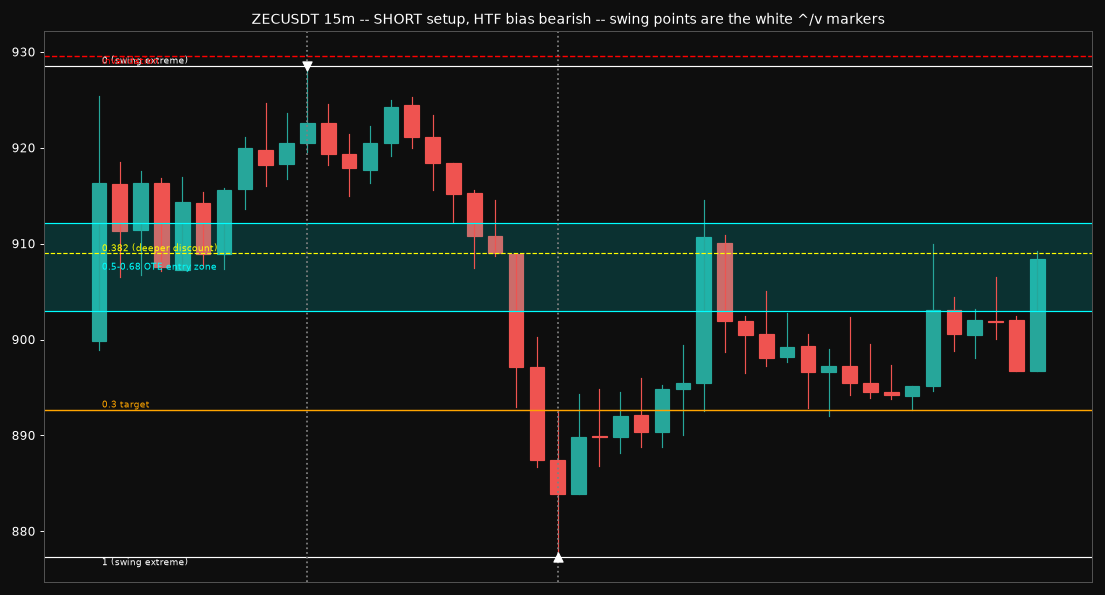 ZECUSDT 15m -- SHORT setup, HTF bias bearish -- swing points are the white ^/v markers
930
0 (swing extreme)
920
910
0.382 (deeper discount)
0.5-0.68 OTE entry zone
900
0.3 target
890
880
1 (swing extreme)